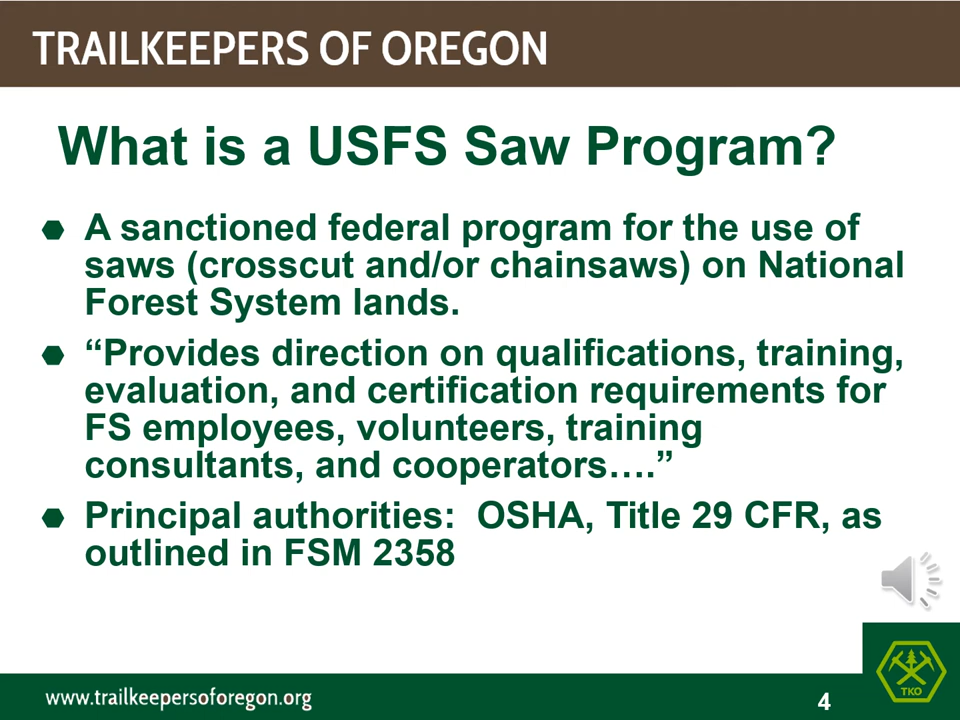 TRAILKEEPERS OF OREGON
What is a USFS Saw Program?
A sanctioned federal program for the use of
saws (crosscut and/or chainsaws) on National
Forest System lands.
“Provides direction on qualifications, training,
evaluation, and certification requirements for
FS employees, volunteers, training
consultants, and cooperators….”
Principal authorities:  OSHA, Title 29 CFR, as
outlined in FSM 2358
TKO
www.trailkeepersoforegon.org
4